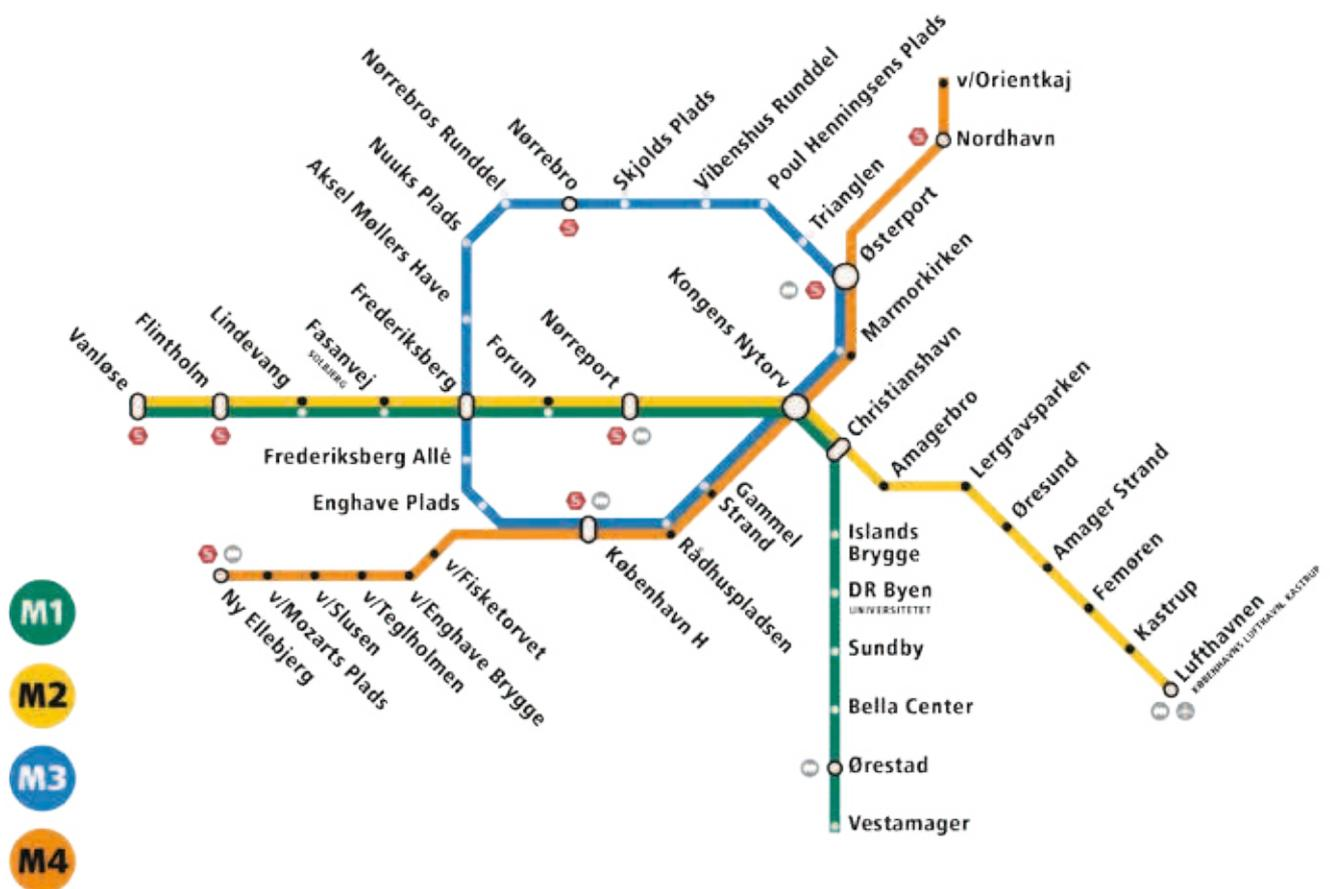 Nørrebros Runddel
Nørrebro
Skjolds Plads
Vibenshus Runddel
Poul Henningsens Plads
v/Orientkaj
S
Nordhavn
Nuuks Plads
Aksel Møllers Have
S
Trianglen
Østerport
S
Marmorkirken
Vanløse
Flintholm
Lindevang
Fasanvej
SOLBJERG
Frederiksberg
Forum
Nørreport
Kongens Nytorv
Christianshavn
Amagerbro
Lergravsparken
Øresund
Amager Strand
Femøren
Kastrup
Lufthavnen
KØBENHAVNS LUFTHAVN, KASTRUP
S
S
S
Frederiksberg Allé
Enghave Plads
S
Gammel
Strand
Rådhuspladsen
København H
Islands
Brygge
DR Byen
UNIVERSITETET
Sundby
Bella Center
Ørestad
Vestamager
S
Ny Ellebjerg
v/Mozarts Plads
v/Slusen
v/Teglholmen
v/Enghave Brygge
v/Fisketorvet
M1
M2
M3
M4